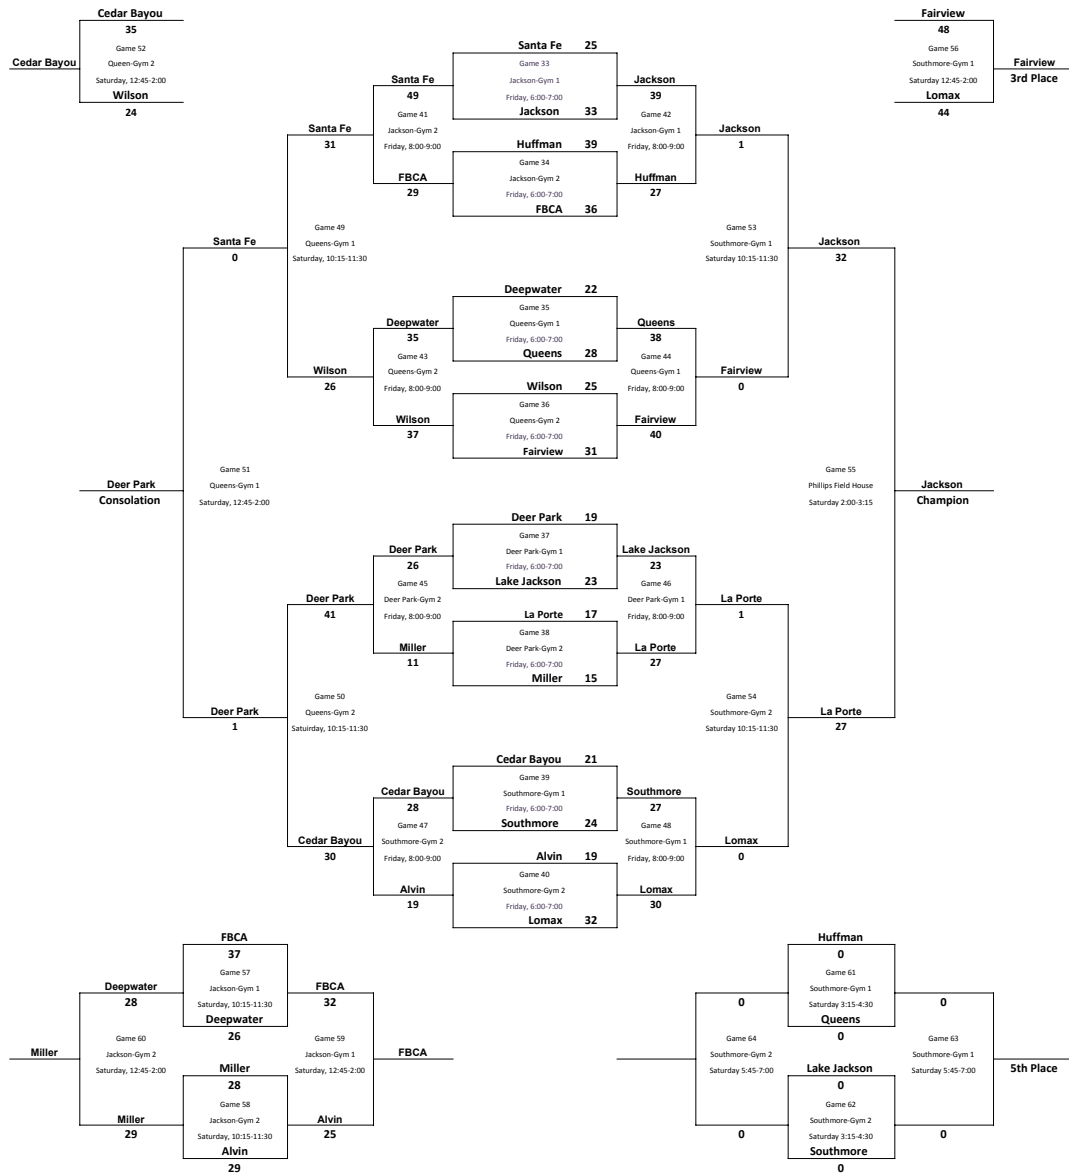 Cedar Bayou
35
Game 52
Queen-Gym 2
Cedar Bayou
Saturday, 12:45-2:00
Wilson
24
Fairview
48
Game 56
Southmore-Gym 1
Fairview
Saturday 12:45-2:00
3rd Place
Lomax
44
Santa Fe 25
Game 33
Jackson-Gym 1
Friday, 6:00-7:00
Jackson 33
Santa Fe
49
Game 41
Jackson-Gym 2
Friday, 8:00-9:00
Jackson
39
Game 42
Jackson-Gym 1
Friday, 8:00-9:00
Santa Fe
31
Jackson
1
Huffman 39
Game 34
Jackson-Gym 2
Friday, 6:00-7:00
FBCA 36
FBCA
29
Huffman
27
Game 49
Queens-Gym 1
Saturday, 10:15-11:30
Santa Fe
0
Game 53
Southmore-Gym 1
Saturday 10:15-11:30
Jackson
32
Deepwater 22
Game 35
Queens-Gym 1
Friday, 6:00-7:00
Queens 28
Deepwater
35
Game 43
Queens-Gym 2
Friday, 8:00-9:00
Queens
38
Game 44
Queens-Gym 1
Friday, 8:00-9:00
Wilson
26
Fairview
0
Wilson 25
Game 36
Queens-Gym 2
Friday, 6:00-7:00
Fairview 31
Wilson
37
Fairview
40
Game 51
Queens-Gym 1
Saturday, 12:45-2:00
Deer Park
Consolation
Game 55
Phillips Field House
Saturday 2:00-3:15
Jackson
Champion
Deer Park 19
Game 37
Deer Park-Gym 1
Friday, 6:00-7:00
Lake Jackson 23
Deer Park
26
Game 45
Deer Park-Gym 2
Friday, 8:00-9:00
Lake Jackson
23
Game 46
Deer Park-Gym 1
Friday, 8:00-9:00
Deer Park
41
La Porte
1
La Porte 17
Game 38
Deer Park-Gym 2
Friday, 6:00-7:00
Miller 15
Miller
11
La Porte
27
Game 50
Queens-Gym 2
Satuirday, 10:15-11:30
Deer Park
1
Game 54
Southmore-Gym 2
Saturday 10:15-11:30
La Porte
27
Cedar Bayou 21
Game 39
Southmore-Gym 1
Friday, 6:00-7:00
Southmore 24
Cedar Bayou
28
Game 47
Southmore-Gym 2
Friday, 8:00-9:00
Southmore
27
Game 48
Southmore-Gym 1
Friday, 8:00-9:00
Cedar Bayou
30
Lomax
0
Alvin 19
Game 40
Southmore-Gym 2
Friday, 6:00-7:00
Lomax 32
Alvin
19
Lomax
30
FBCA
37
Game 57
Jackson-Gym 1
Saturday, 10:15-11:30
Deepwater
26
Deepwater
28
FBCA
32
Game 60
Jackson-Gym 2
Saturday, 12:45-2:00
Miller
Game 59
Jackson-Gym 1
Saturday, 12:45-2:00
FBCA
Miller
28
Game 58
Jackson-Gym 2
Saturday, 10:15-11:30
Alvin
29
Miller
29
Alvin
25
Huffman
0
Game 61
Southmore-Gym 1
Saturday 3:15-4:30
Queens
0
0
0
Game 64
Southmore-Gym 2
Saturday 5:45-7:00
Game 63
Southmore-Gym 1
Saturday 5:45-7:00
5th Place
Lake Jackson
0
Game 62
Southmore-Gym 2
Saturday 3:15-4:30
Southmore
0
0
0